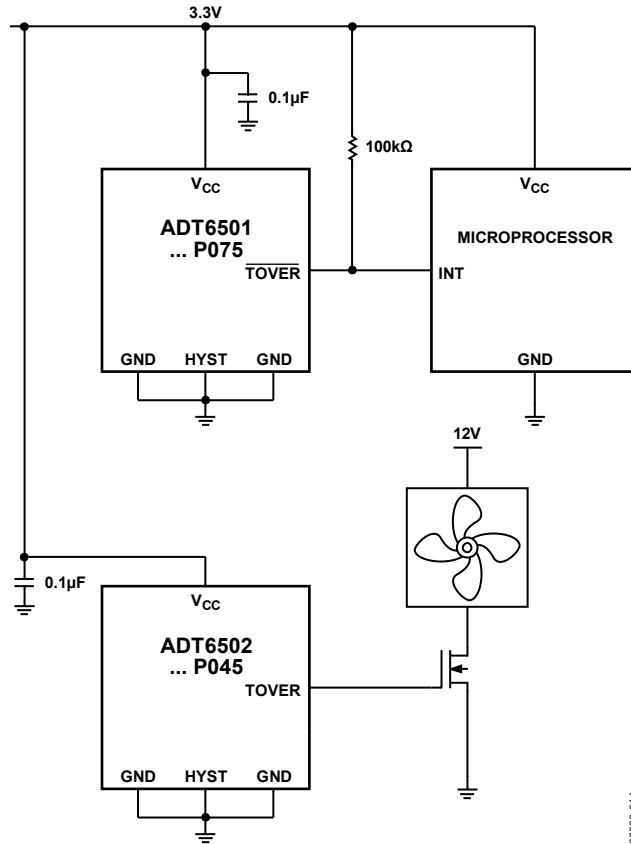 3.3V
0.1µF
100kΩ
VCC
ADT6501
... P075
TOVER
GND HYST GND
VCC
MICROPROCESSOR
INT
GND
12V
0.1µF
VCC
ADT6502
... P045
TOVER
GND HYST GND